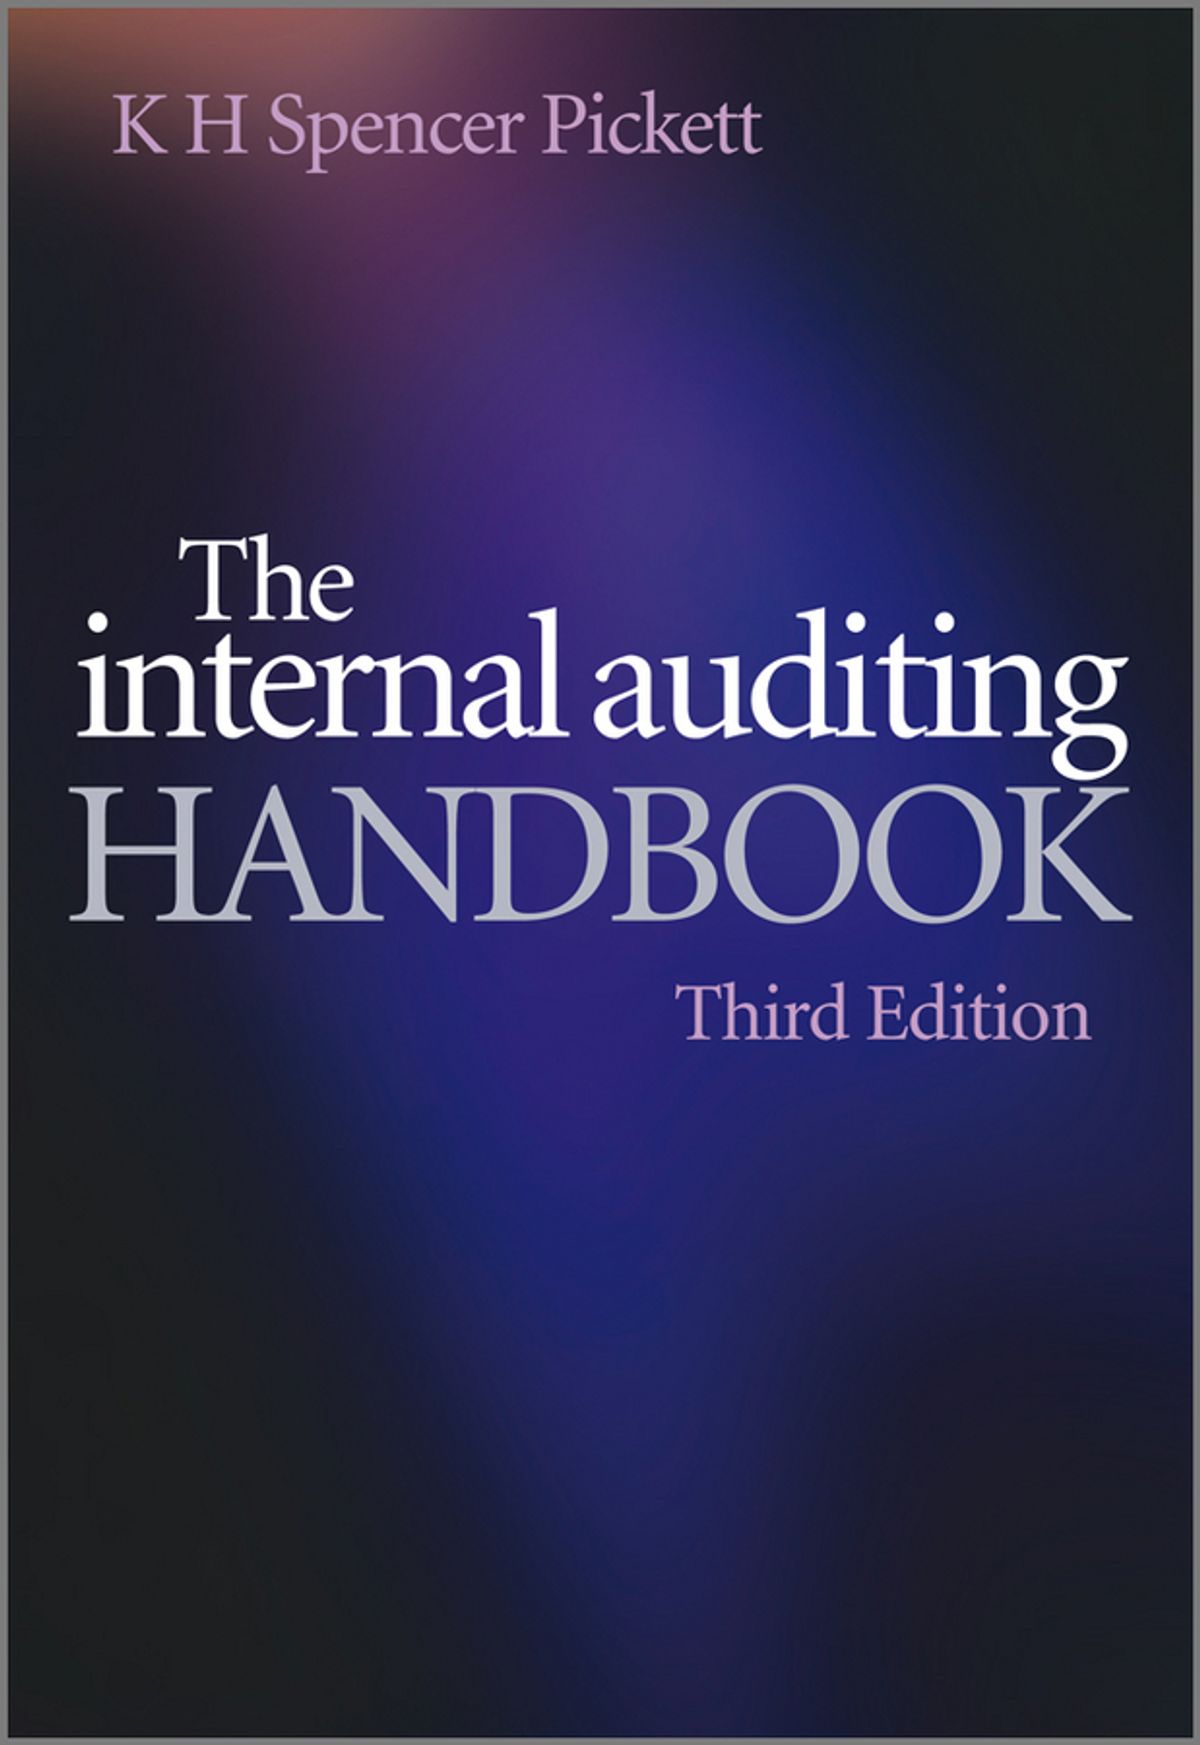 K H Spencer Pickett
The
internal auditing
HANDBOOK
Third Edition